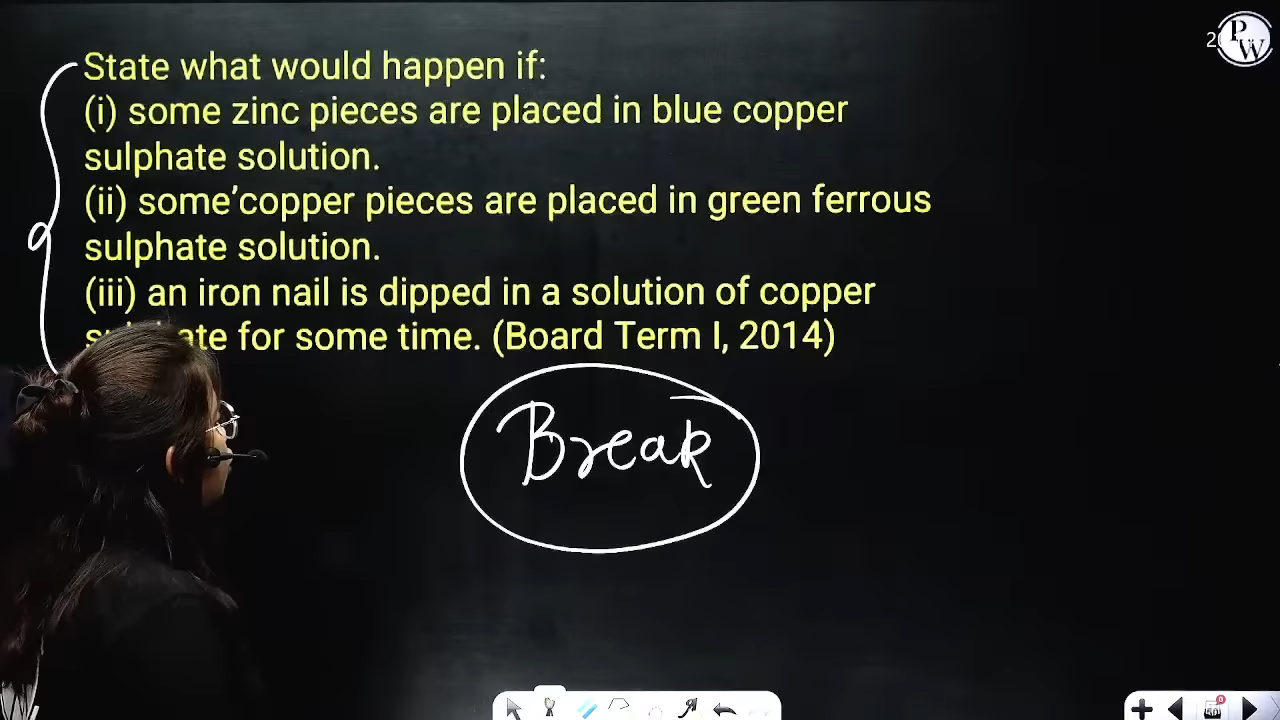 State what would happen if:
(i) some zinc pieces are placed in blue copper
sulphate solution.
(ii) some’copper pieces are placed in green ferrous
sulphate solution.
(iii) an iron nail is dipped in a solution of copper
for some time. (Board Term I, 2014)
Break
PW